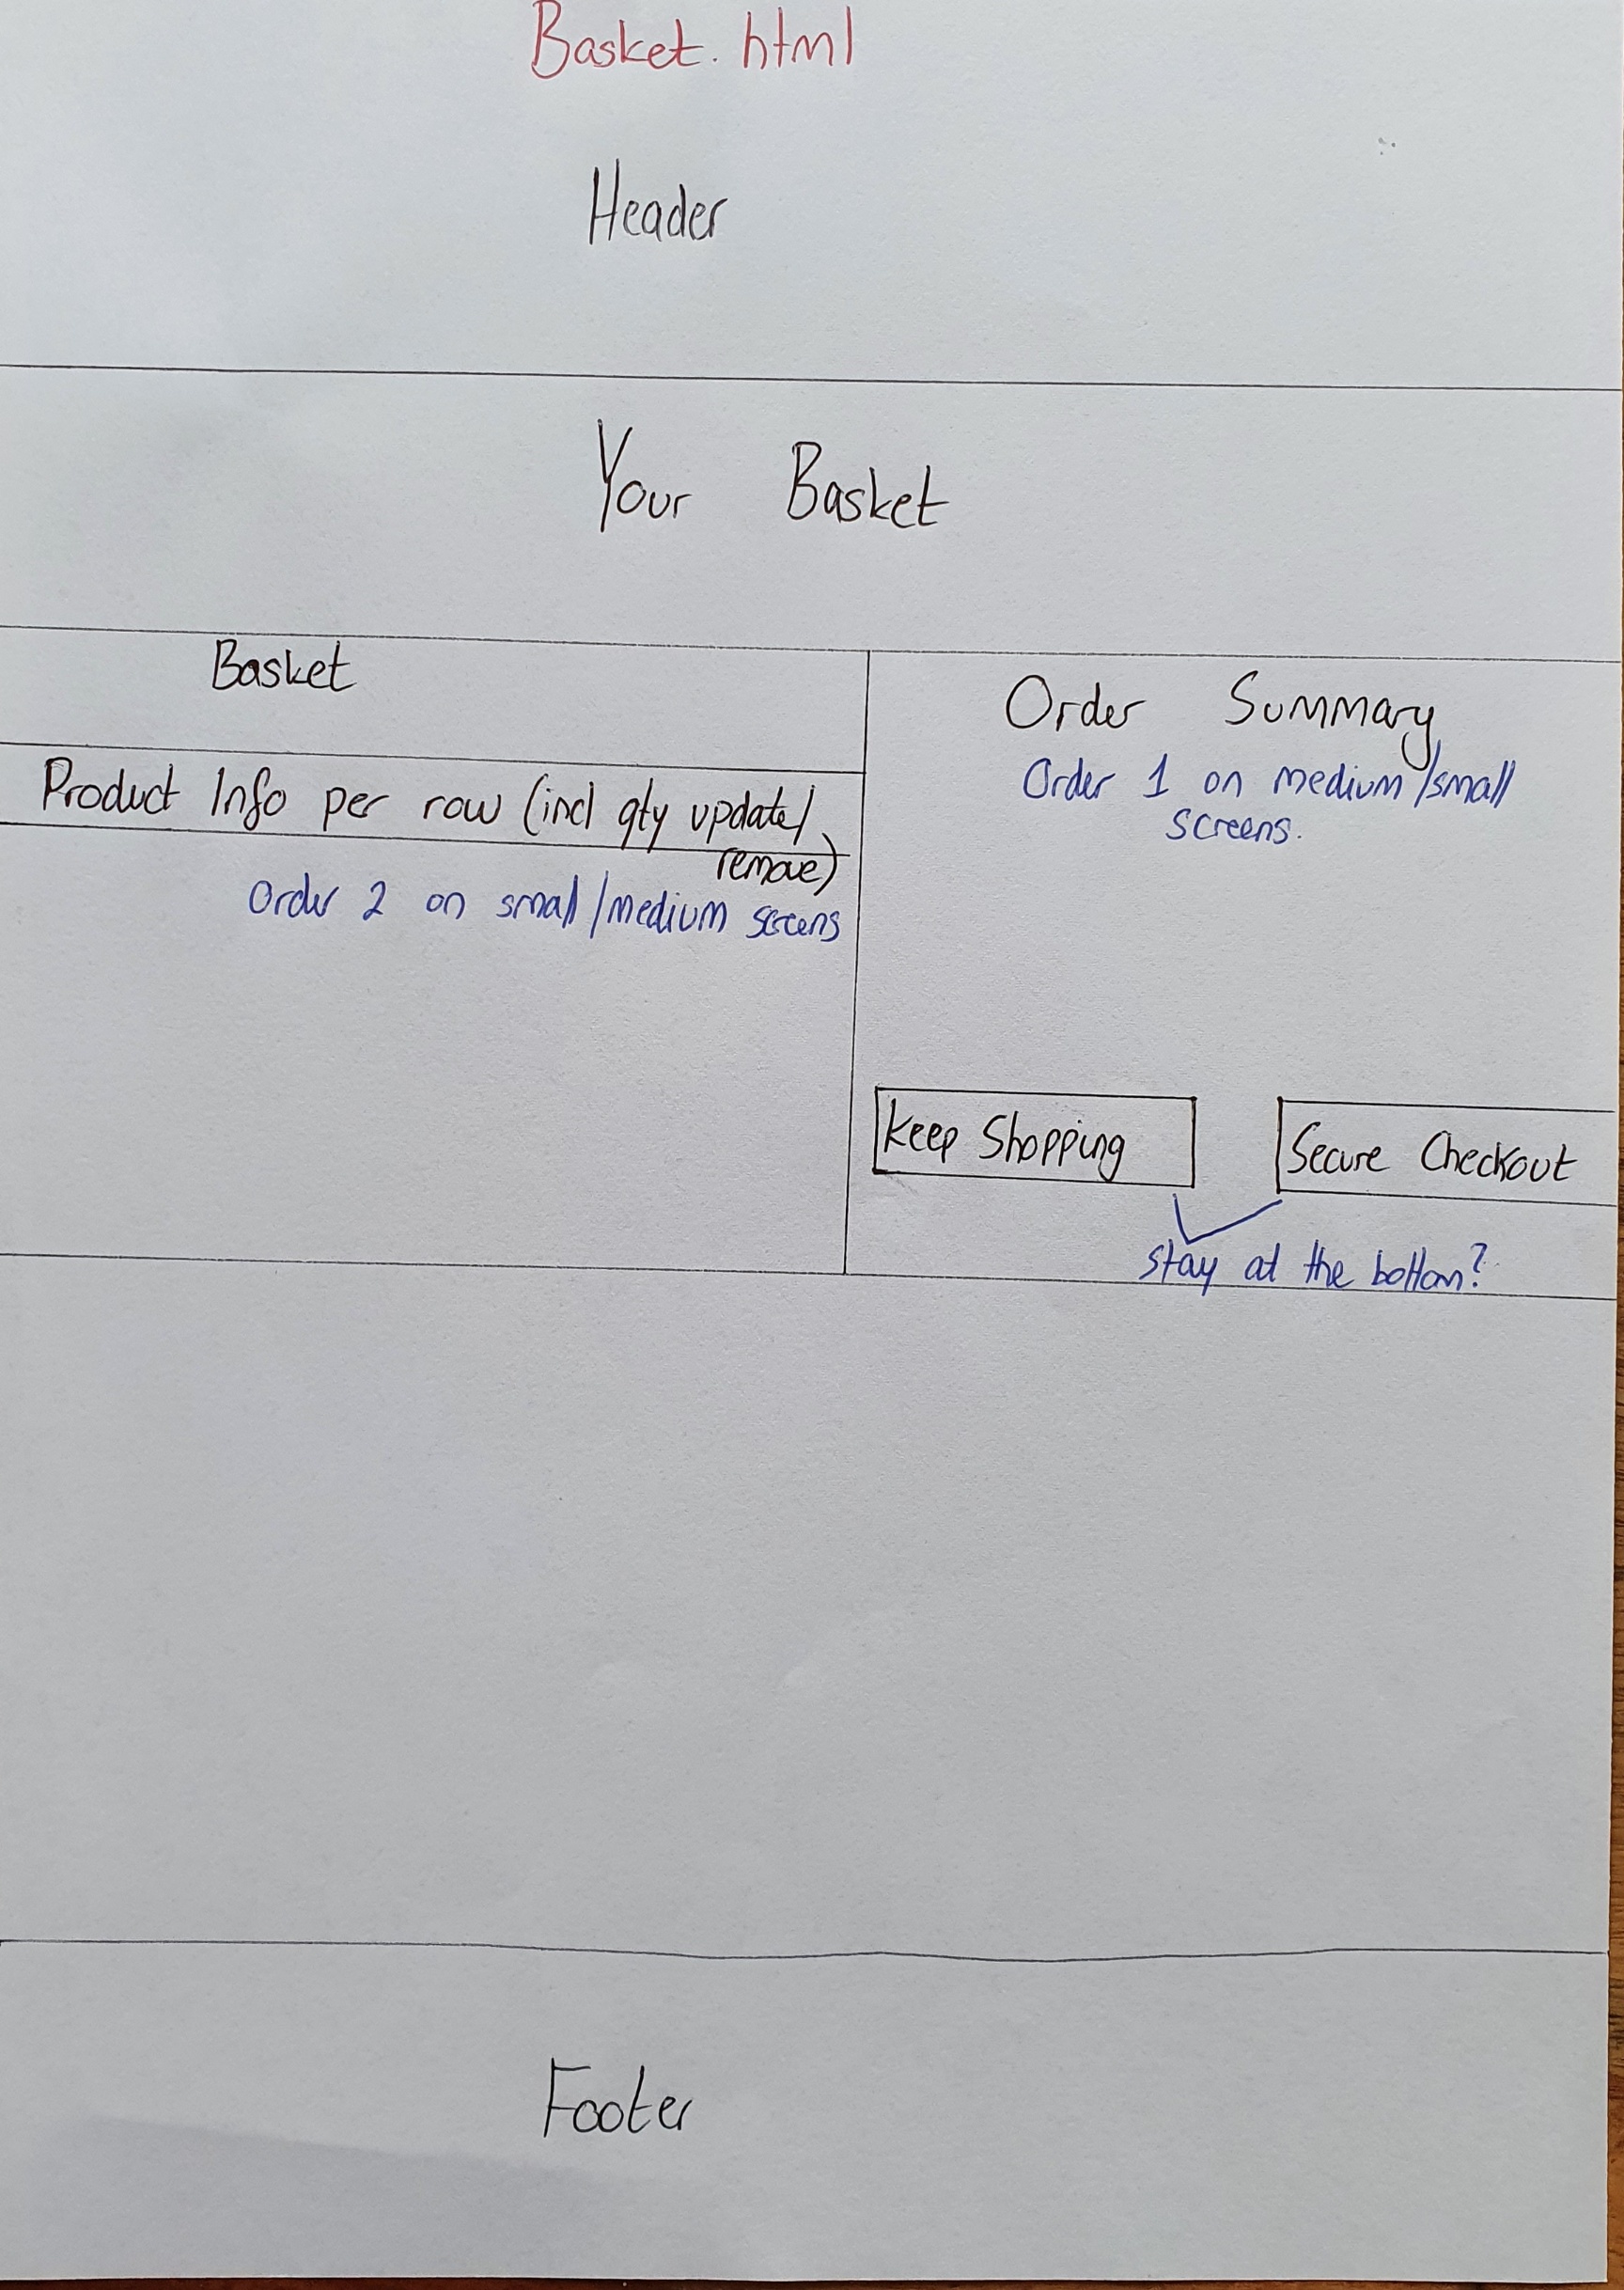 Basket.html
Header
Your Basket
Basket
Product Info per row (incl qty update/
remove)
Order 2 on small/medium screens
Order Summary
Order 1 on medium/small
screens.
Keep Shopping
Secure Checkout
stay at the bottom?
Footer